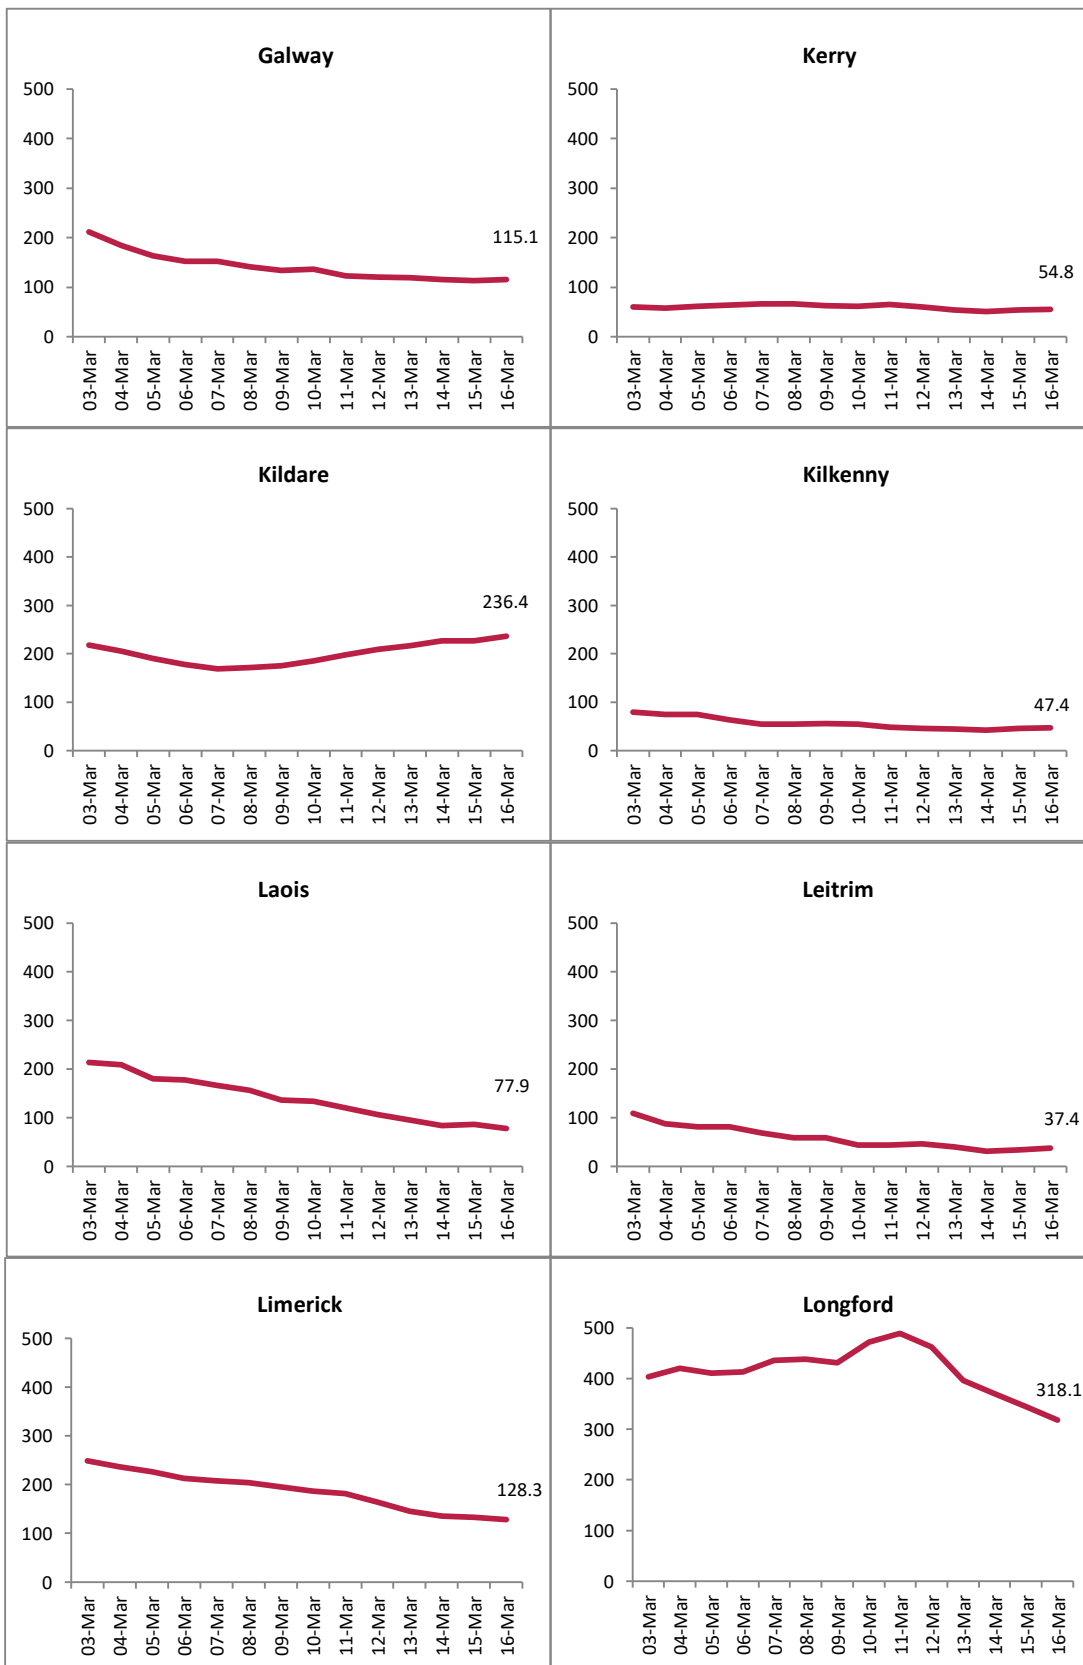 Galway
500
400
300
200
100
0
115.1
03-Mar
04-Mar
05-Mar
06-Mar
07-Mar
08-Mar
09-Mar
10-Mar
11-Mar
12-Mar
13-Mar
14-Mar
15-Mar
16-Mar
Kerry
500
400
300
200
100
0
54.8
03-Mar
04-Mar
05-Mar
06-Mar
07-Mar
08-Mar
09-Mar
10-Mar
11-Mar
12-Mar
13-Mar
14-Mar
15-Mar
16-Mar
Kildare
500
400
300
200
100
0
236.4
03-Mar
04-Mar
05-Mar
06-Mar
07-Mar
08-Mar
09-Mar
10-Mar
11-Mar
12-Mar
13-Mar
14-Mar
15-Mar
16-Mar
Kilkenny
500
400
300
200
100
0
47.4
03-Mar
04-Mar
05-Mar
06-Mar
07-Mar
08-Mar
09-Mar
10-Mar
11-Mar
12-Mar
13-Mar
14-Mar
15-Mar
16-Mar
Laois
500
400
300
200
100
0
77.9
03-Mar
04-Mar
05-Mar
06-Mar
07-Mar
08-Mar
09-Mar
10-Mar
11-Mar
12-Mar
13-Mar
14-Mar
15-Mar
16-Mar
Leitrim
500
400
300
200
100
0
37.4
03-Mar
04-Mar
05-Mar
06-Mar
07-Mar
08-Mar
09-Mar
10-Mar
11-Mar
12-Mar
13-Mar
14-Mar
15-Mar
16-Mar
Limerick
500
400
300
200
100
0
128.3
03-Mar
04-Mar
05-Mar
06-Mar
07-Mar
08-Mar
09-Mar
10-Mar
11-Mar
12-Mar
13-Mar
14-Mar
15-Mar
16-Mar
Longford
500
400
300
200
100
0
318.1
03-Mar
04-Mar
05-Mar
06-Mar
07-Mar
08-Mar
09-Mar
10-Mar
11-Mar
12-Mar
13-Mar
14-Mar
15-Mar
16-Mar